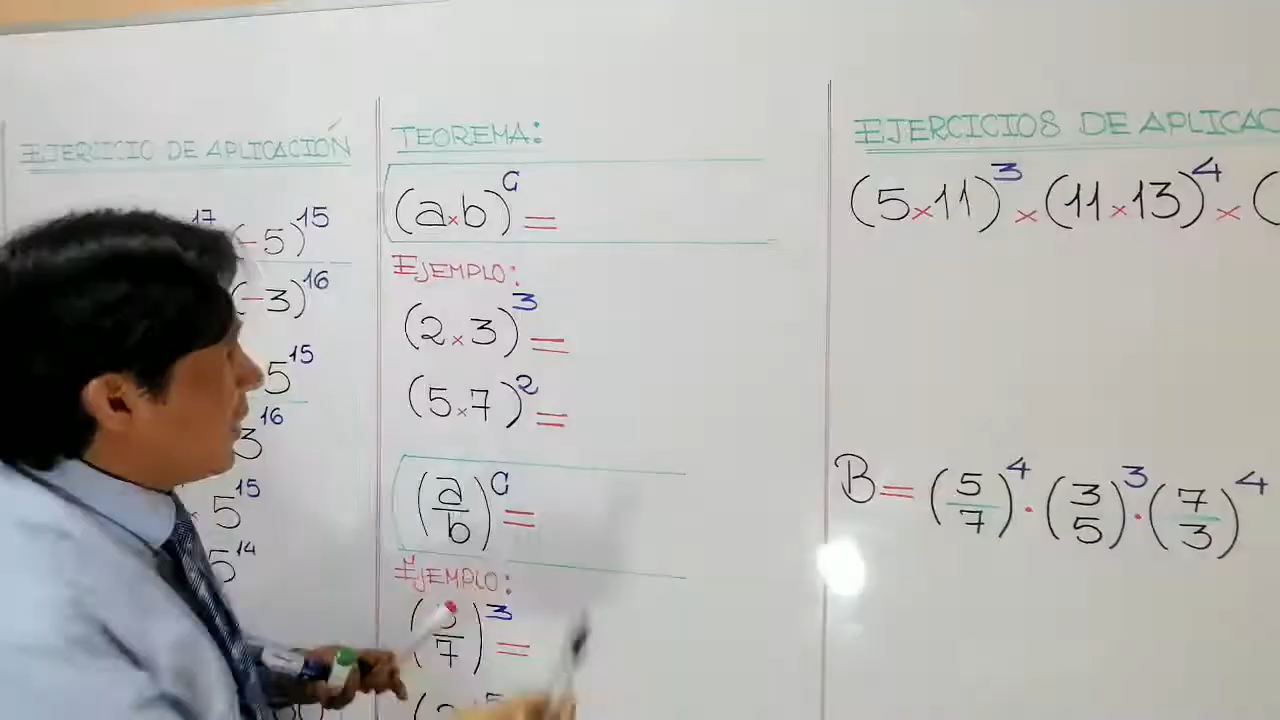 EJERCICIO DE APLICACIÓN
17 (-5)^15
(-3)^16
5^15
3^16
5^15
5^14
TEOREMA:
(a×b)^c =
EJEMPLO:
(2×3)^3 =
(5×7)^2 =
(a/b)^c =
EJEMPLO:
( /7)^3 =
EJERCICIOS DE APLICAC
(5×11)^3 × (11×13)^4 × (
B = (5/7)^4 · (3/5)^3 · (7/3)^4